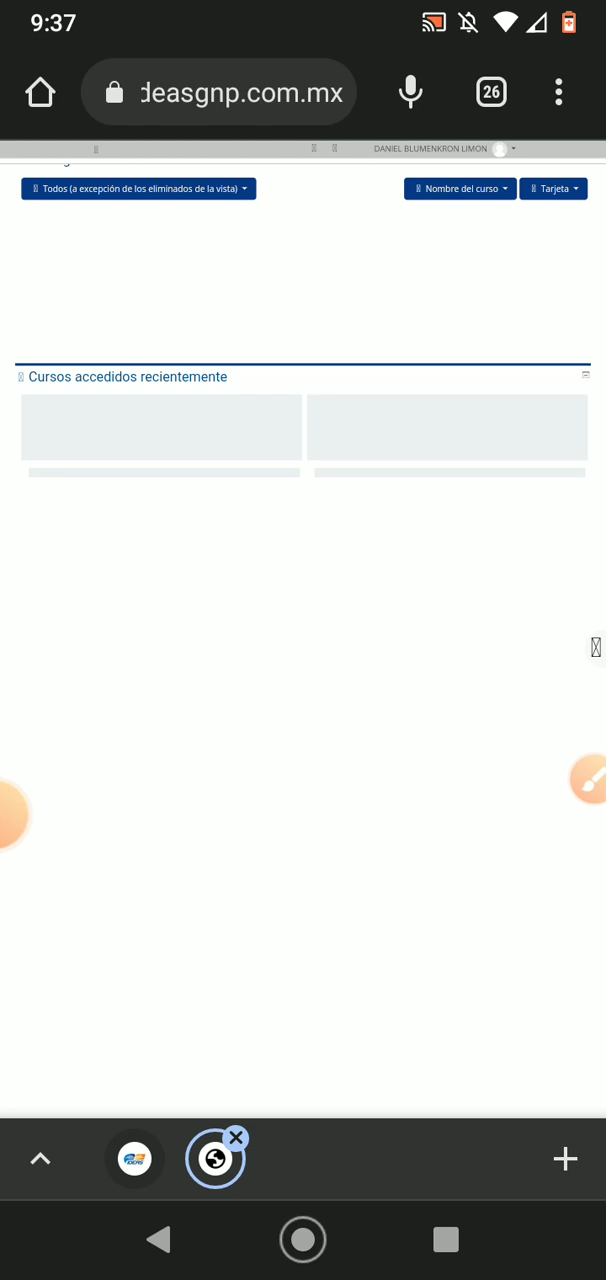 9:37
deasgnp.com.mx
26
DANIEL BLUMENKRON LIMON
Todos (a excepción de los eliminados de la vista)
Nombre del curso
Tarjeta
Cursos accedidos recientemente